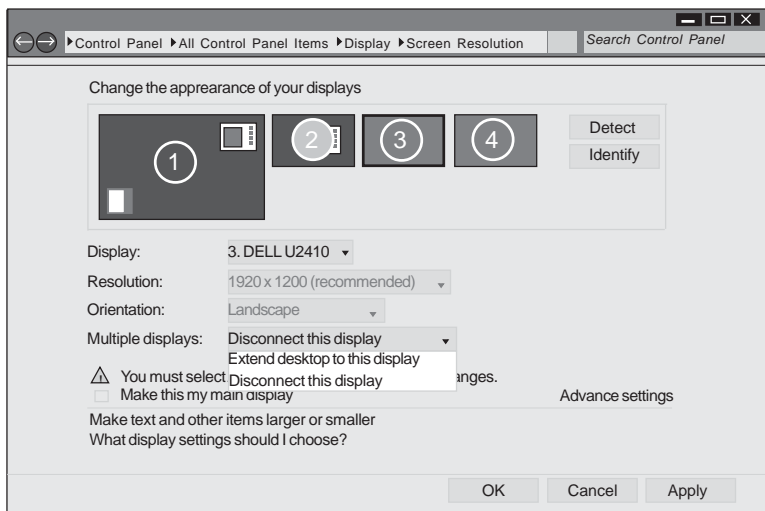 Control Panel All Control Panel Items Display Screen Resolution
Search Control Panel
Change the apprearance of your displays
1
2
3
4
Detect
Identify
Display: 3. DELL U2410
Resolution: 1920 x 1200 (recommended)
Orientation: Landscape
Multiple displays: Disconnect this display
Extend desktop to this display
Disconnect this display
You must select anges.
Make this my main display
Advance settings
Make text and other items larger or smaller
What display settings should I choose?
OK Cancel Apply